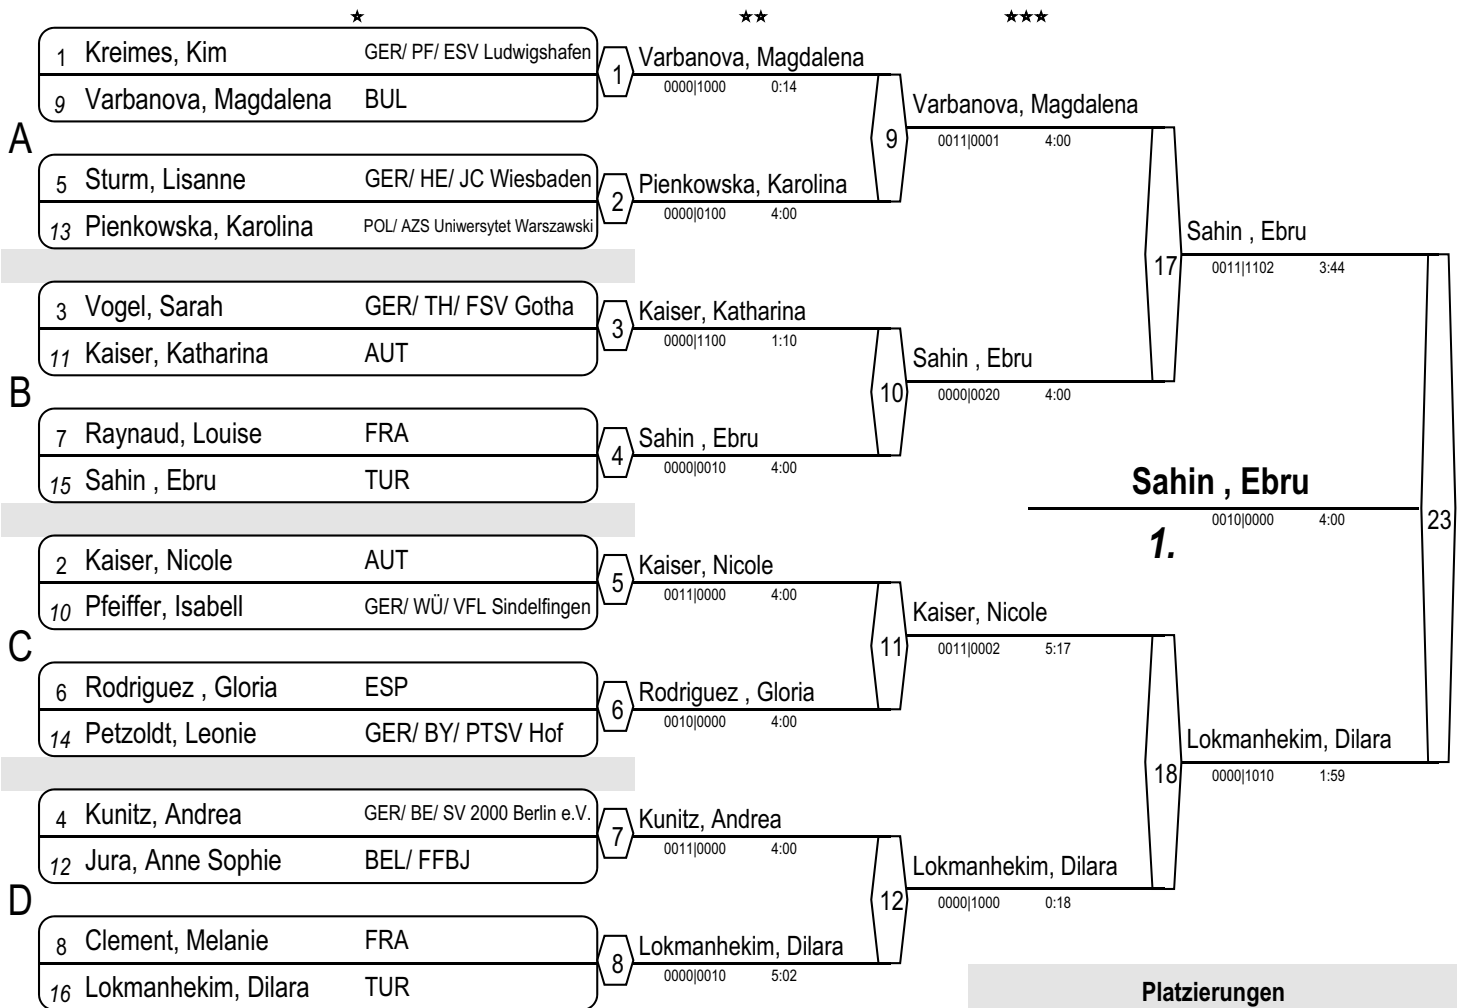 ★ ★★ ★★★
1 Kreimes, Kim GER/ PF/ ESV Ludwigshafen
9 Varbanova, Magdalena BUL
1
Varbanova, Magdalena
0000|1000 0:14
A
5 Sturm, Lisanne GER/ HE/ JC Wiesbaden
13 Pienkowska, Karolina POL/ AZS Uniwersytet Warszawski
2
Pienkowska, Karolina
0000|0100 4:00
9
Varbanova, Magdalena
0011|0001 4:00
3 Vogel, Sarah GER/ TH/ FSV Gotha
11 Kaiser, Katharina AUT
3
Kaiser, Katharina
0000|1100 1:10
B
7 Raynaud, Louise FRA
15 Sahin , Ebru TUR
4
Sahin , Ebru
0000|0010 4:00
10
Sahin , Ebru
0000|0020 4:00
17
Sahin , Ebru
0011|1102 3:44
2 Kaiser, Nicole AUT
10 Pfeiffer, Isabell GER/ WÜ/ VFL Sindelfingen
5
Kaiser, Nicole
0011|0000 4:00
C
6 Rodriguez , Gloria ESP
14 Petzoldt, Leonie GER/ BY/ PTSV Hof
6
Rodriguez , Gloria
0010|0000 4:00
11
Kaiser, Nicole
0011|0002 5:17
4 Kunitz, Andrea GER/ BE/ SV 2000 Berlin e.V.
12 Jura, Anne Sophie BEL/ FFBJ
7
Kunitz, Andrea
0011|0000 4:00
D
8 Clement, Melanie FRA
16 Lokmanhekim, Dilara TUR
8
Lokmanhekim, Dilara
0000|0010 5:02
12
Lokmanhekim, Dilara
0000|1000 0:18
18
Lokmanhekim, Dilara
0000|1010 1:59
23
Sahin , Ebru
0010|0000 4:00
1.
Platzierungen